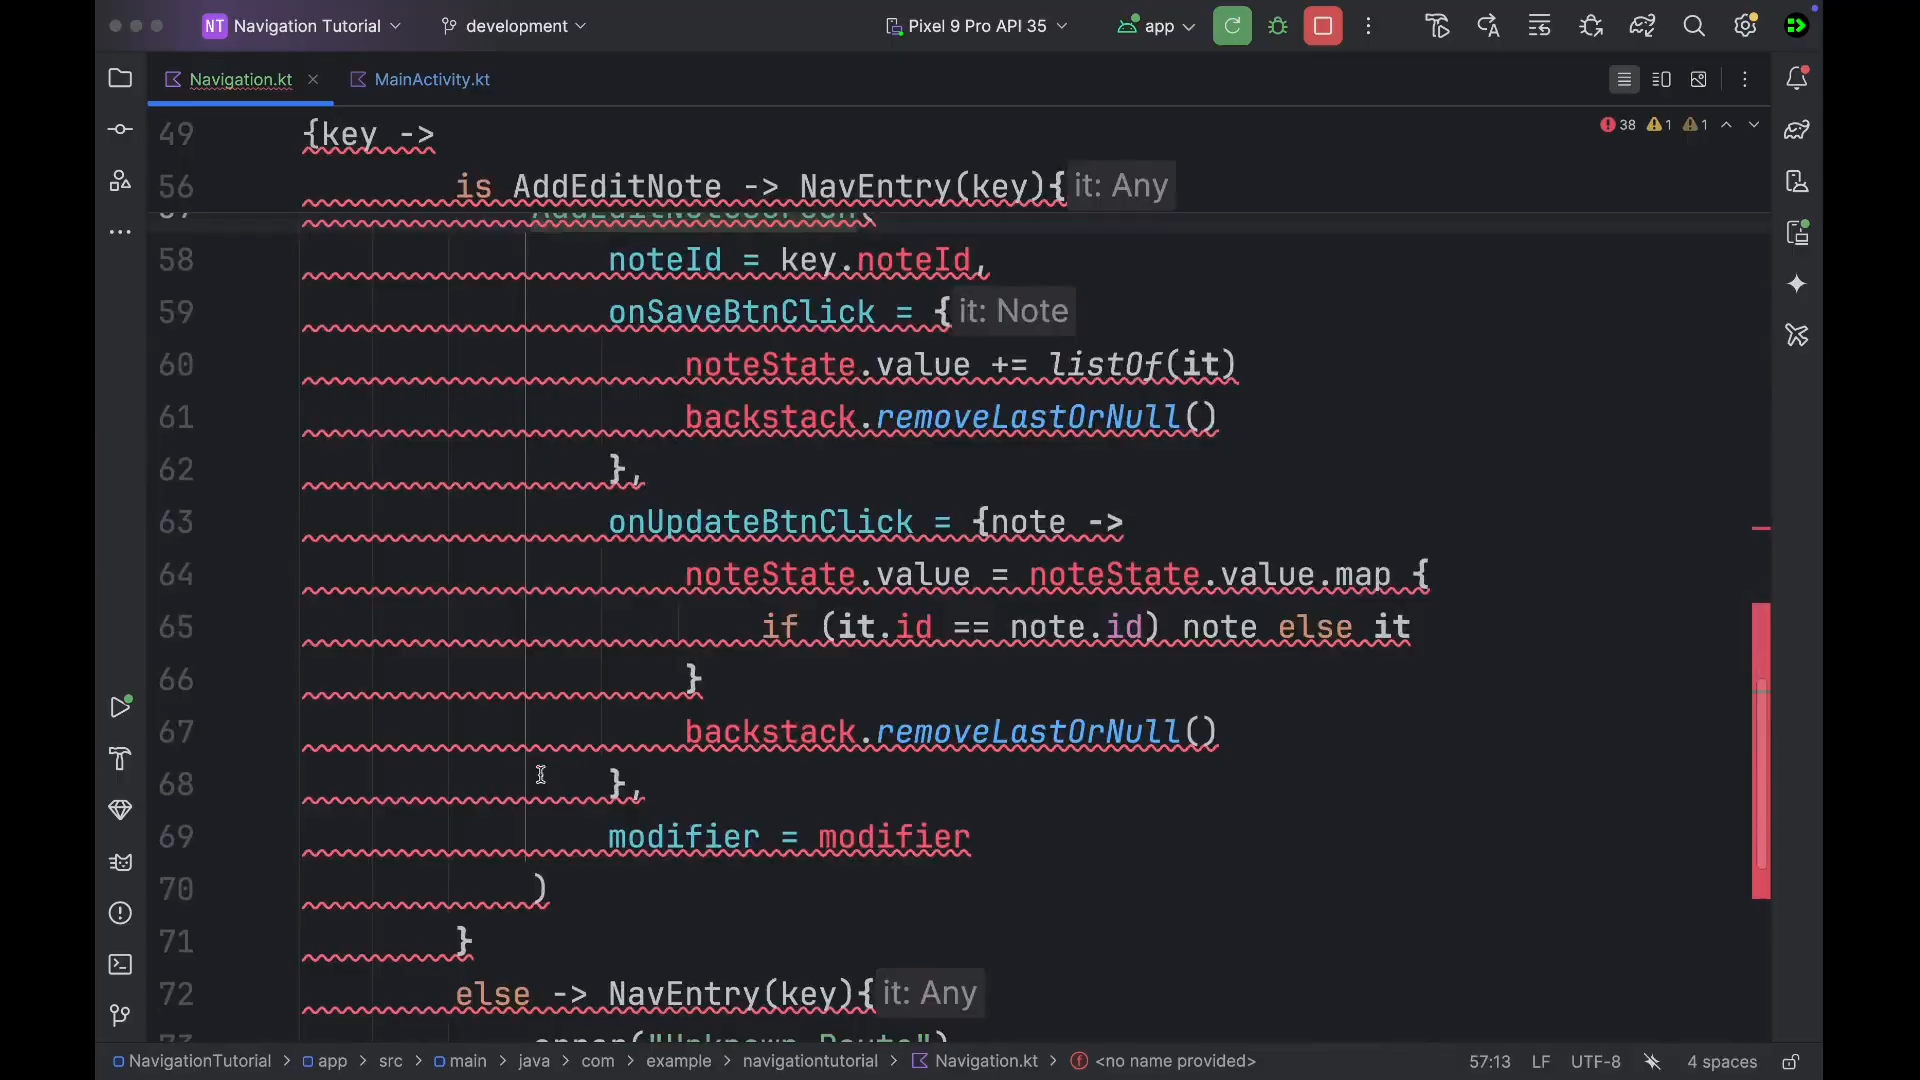 NT Navigation Tutorial development Pixel 9 Pro API 35 app
Navigation.kt MainActivity.kt
38 1 1
49 {key ->
56 is AddEditNote -> NavEntry(key){ it: Any
58 noteId = key.noteId,
59 onSaveBtnClick = { it: Note
60 noteState.value += listOf(it)
61 backstack.removeLastOrNull()
62 },
63 onUpdateBtnClick = {note ->
64 noteState.value = noteState.value.map {
65 if (it.id == note.id) note else it
66 }
67 backstack.removeLastOrNull()
68 },
69 modifier = modifier
70 )
71 }
72 else -> NavEntry(key){ it: Any
NavigationTutorial > app > src > main > java > com > example > navigationtutorial > Navigation.kt > <no name provided> 57:13 LF UTF-8 4 spaces